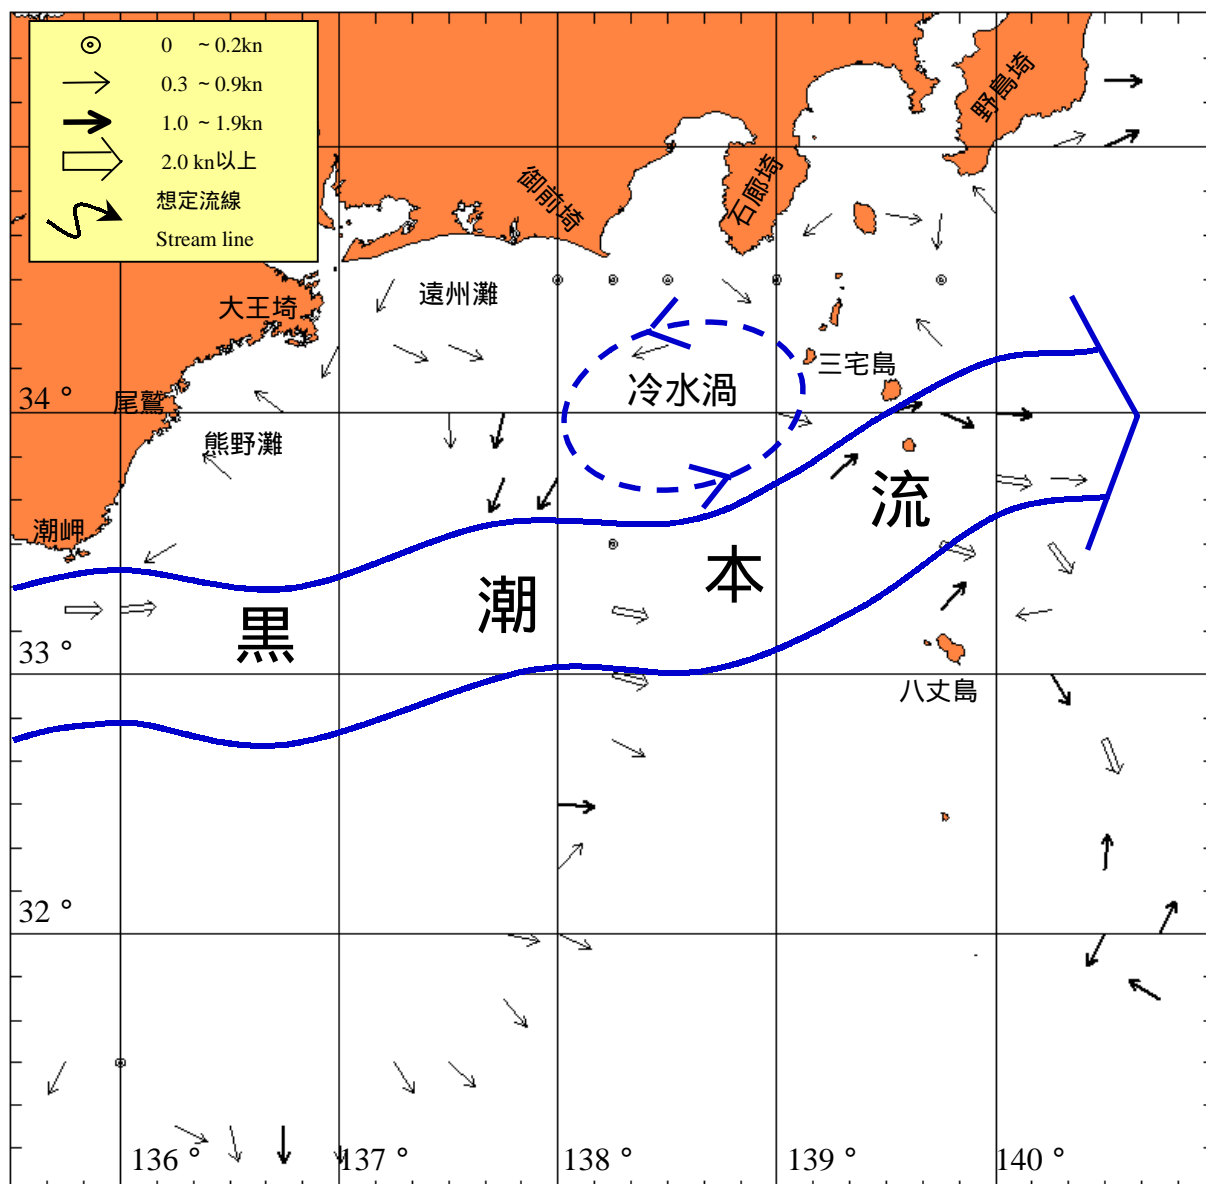 0 ~0.2kn
0.3 ~0.9kn
1.0 ~1.9kn
2.0 kn以上
想定流線
Stream line
野島埼
石廊埼
御前埼
大王埼
遠州灘
尾鷲
熊野灘
潮岬
三宅島
冷水渦
34°
黒潮本流
33°
八丈島
32°
136° 137° 138° 139° 140°